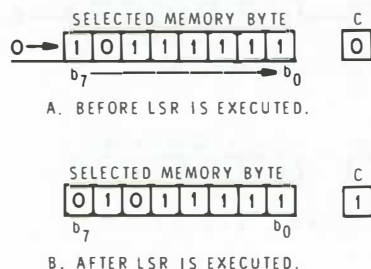 SELECTED MEMORY BYTE C
0 1 0 1 1 1 1 1 1 0
b7 b0
A. BEFORE LSR IS EXECUTED.
SELECTED MEMORY BYTE C
0 1 0 1 1 1 1 1 1
b7 b0
B. AFTER LSR IS EXECUTED.